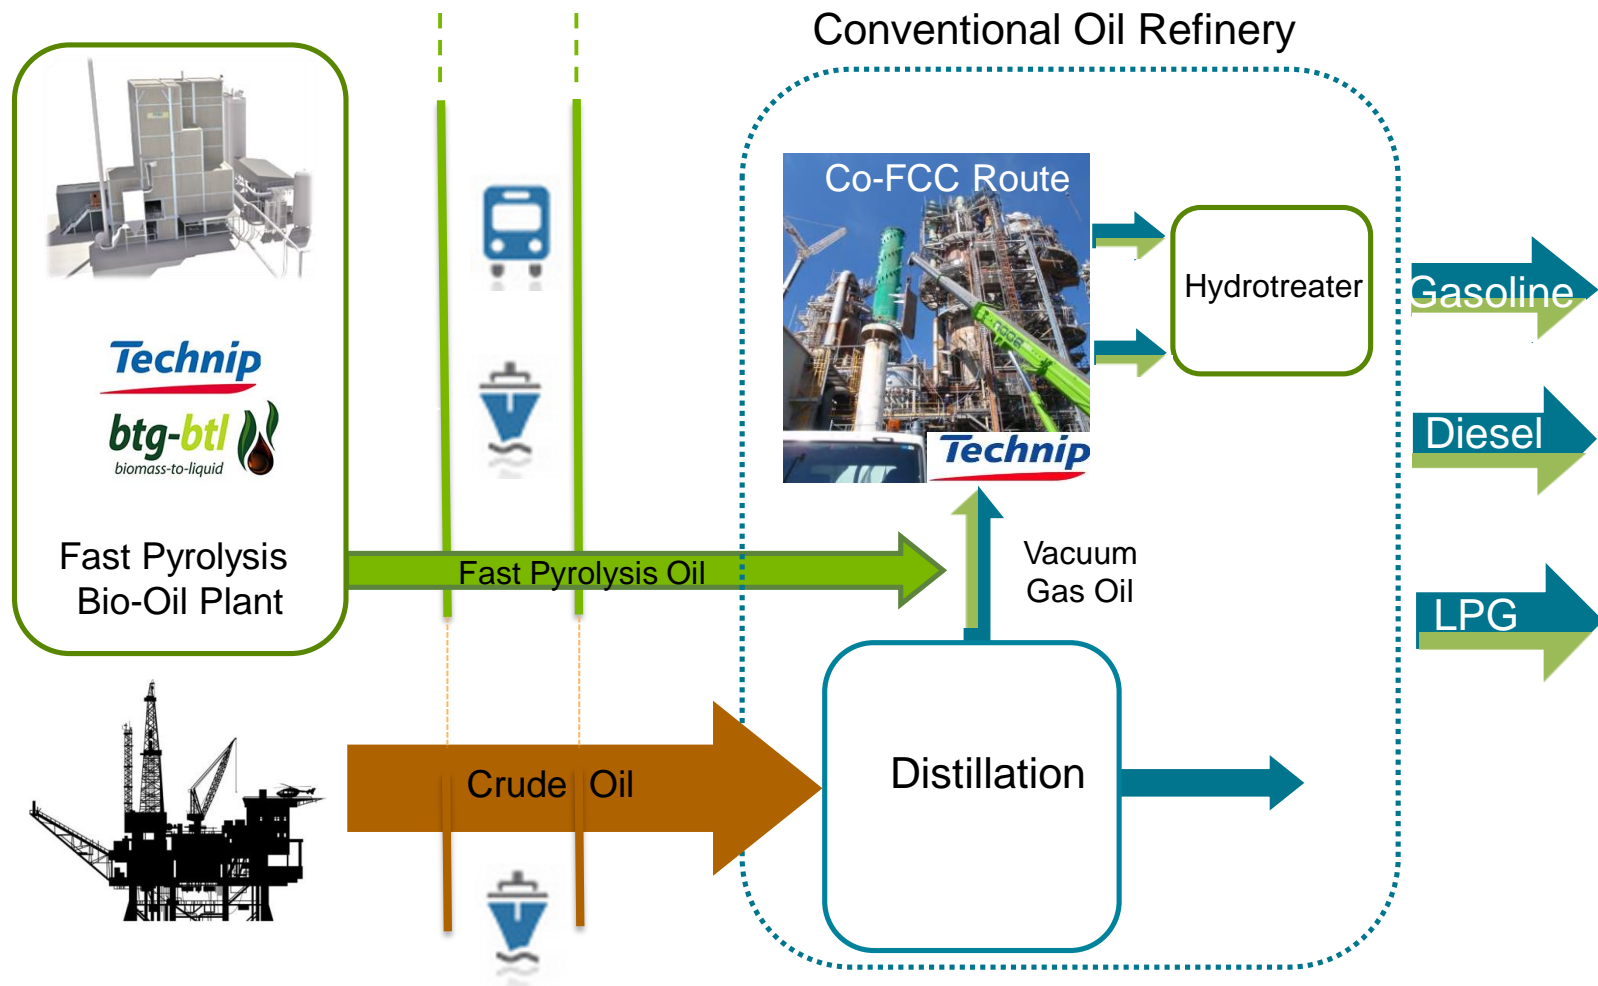 Conventional Oil Refinery
Co-FCC Route
Hydrotreater
Gasoline
Technip
btg-btl
biomass-to-liquid
Diesel
Technip
Fast Pyrolysis
Bio-Oil Plant
Fast Pyrolysis Oil
Vacuum
Gas Oil
LPG
Crude Oil
Distillation